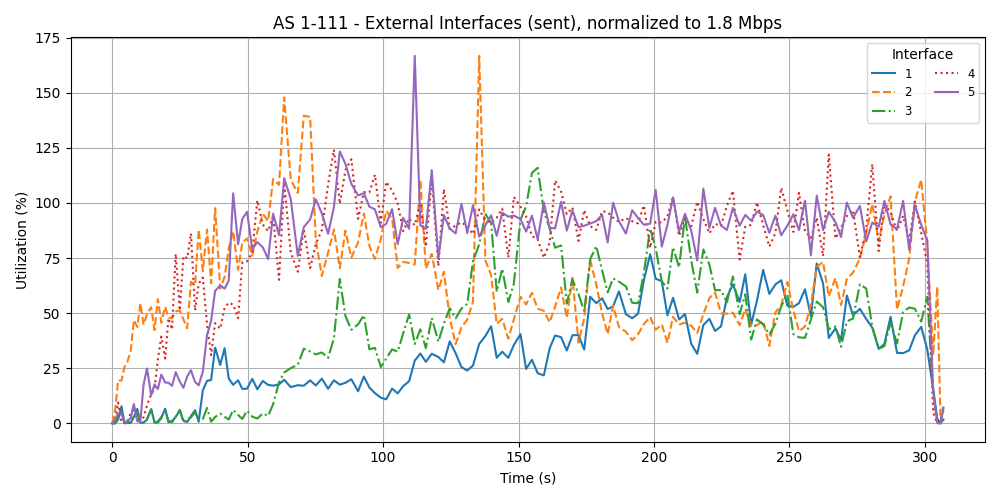 AS 1-111 - External Interfaces (sent), normalized to 1.8 Mbps
Utilization (%)
175
150
125
100
75
50
25
0
0 50 100 150 200 250 300
Time (s)
Interface
1 4
2 5
3